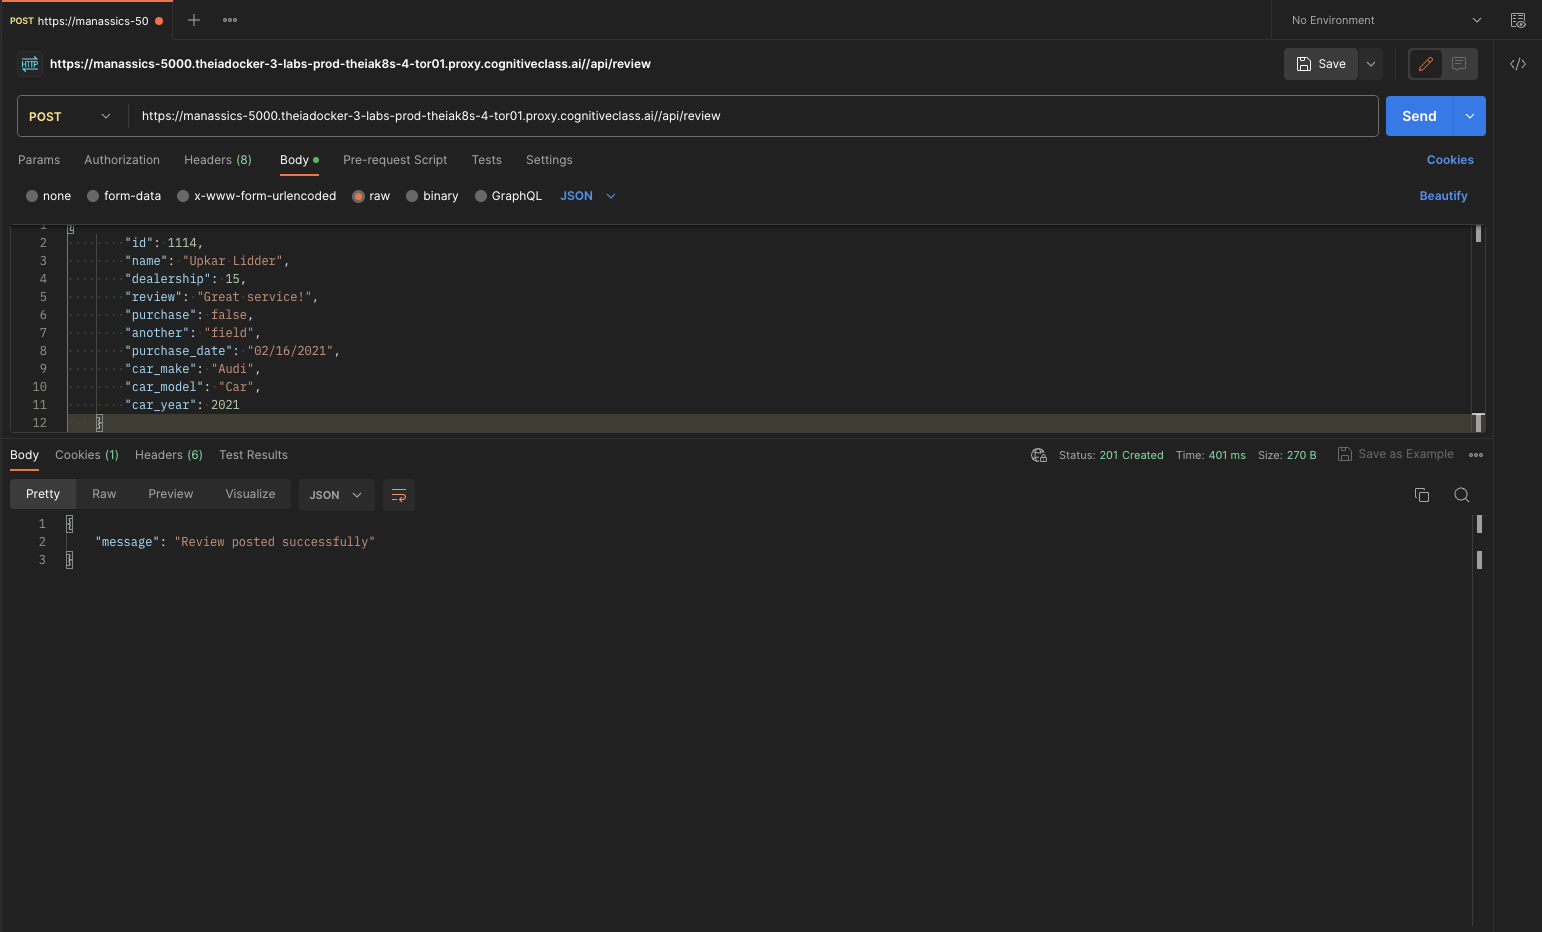 POST https://manassics-50
No Environment
HTTP https://manassics-5000.theiadocker-3-labs-prod-theiak8s-4-tor01.proxy.cognitiveclass.ai//api/review
Save
</>
POST https://manassics-5000.theiadocker-3-labs-prod-theiak8s-4-tor01.proxy.cognitiveclass.ai//api/review
Send
Params Authorization Headers (8) Body Pre-request Script Tests Settings Cookies
none form-data x-www-form-urlencoded raw binary GraphQL JSON Beautify
1 {
2 "id": 1114,
3 "name": "Upkar Lidder",
4 "dealership": 15,
5 "review": "Great service!",
6 "purchase": false,
7 "another": "field",
8 "purchase_date": "02/16/2021",
9 "car_make": "Audi",
10 "car_model": "Car",
11 "car_year": 2021
12 }
Body Cookies (1) Headers (6) Test Results Status: 201 Created Time: 401 ms Size: 270 B Save as Example
Pretty Raw Preview Visualize JSON
1 {
2 "message": "Review posted successfully"
3 }